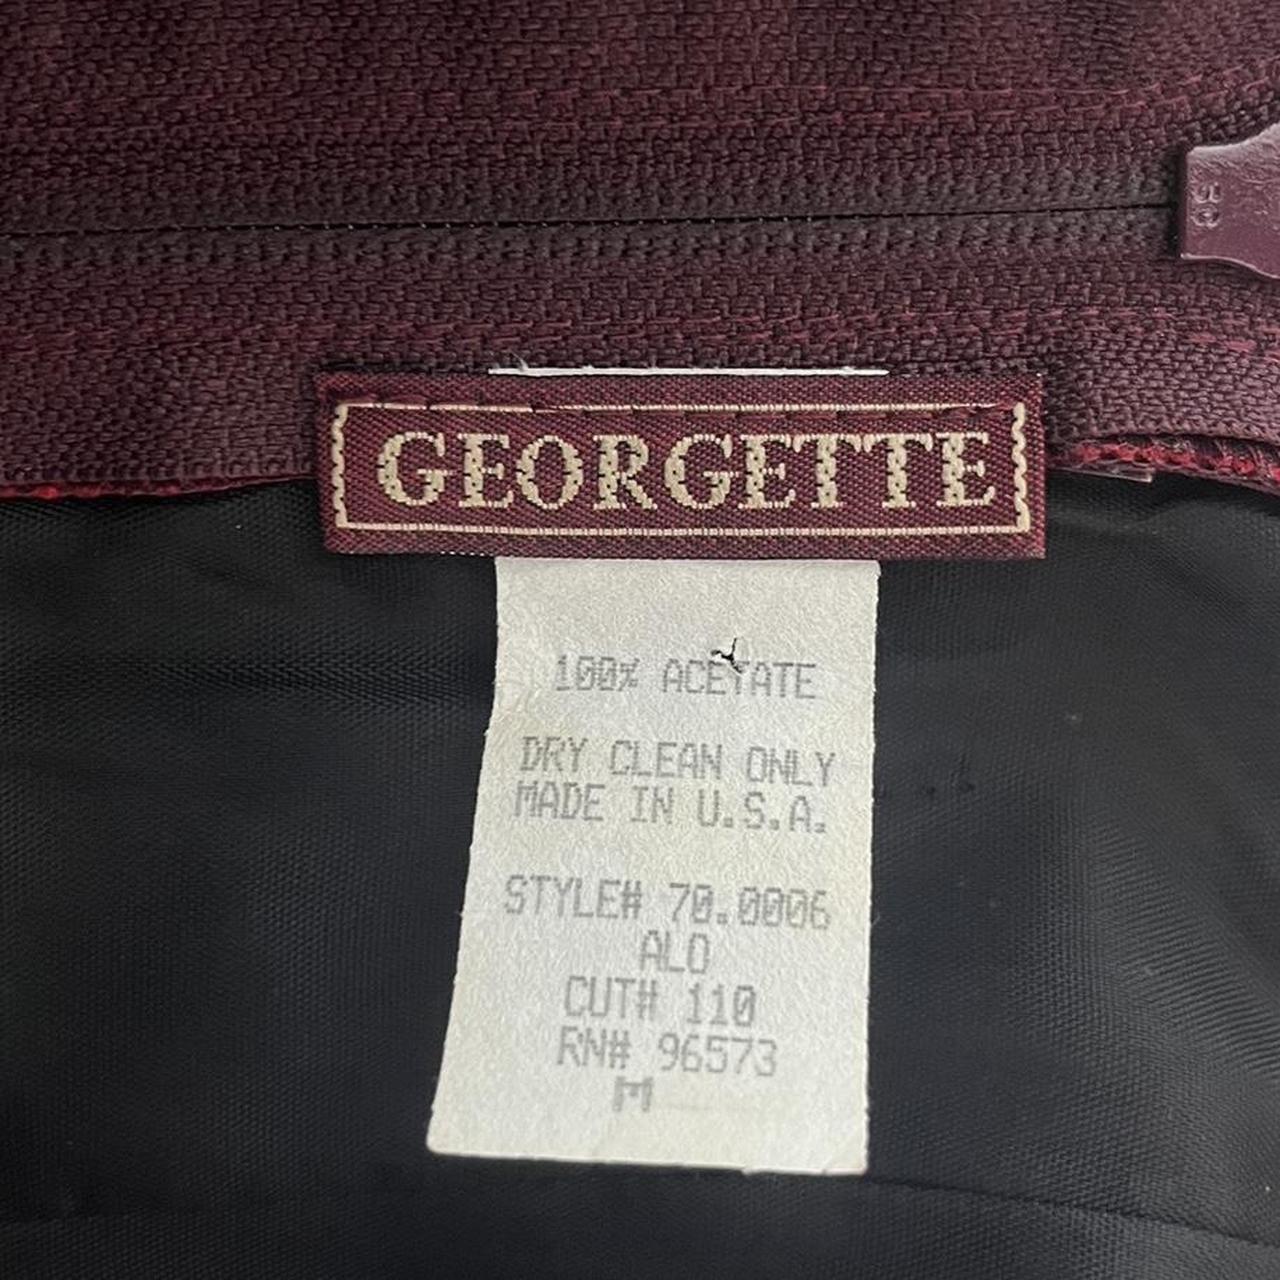 GEORGETTE
100% ACETATE
DRY CLEAN ONLY
MADE IN U.S.A.
STYLE# 70.0006
ALO
CUT# 110
RN# 96573
M